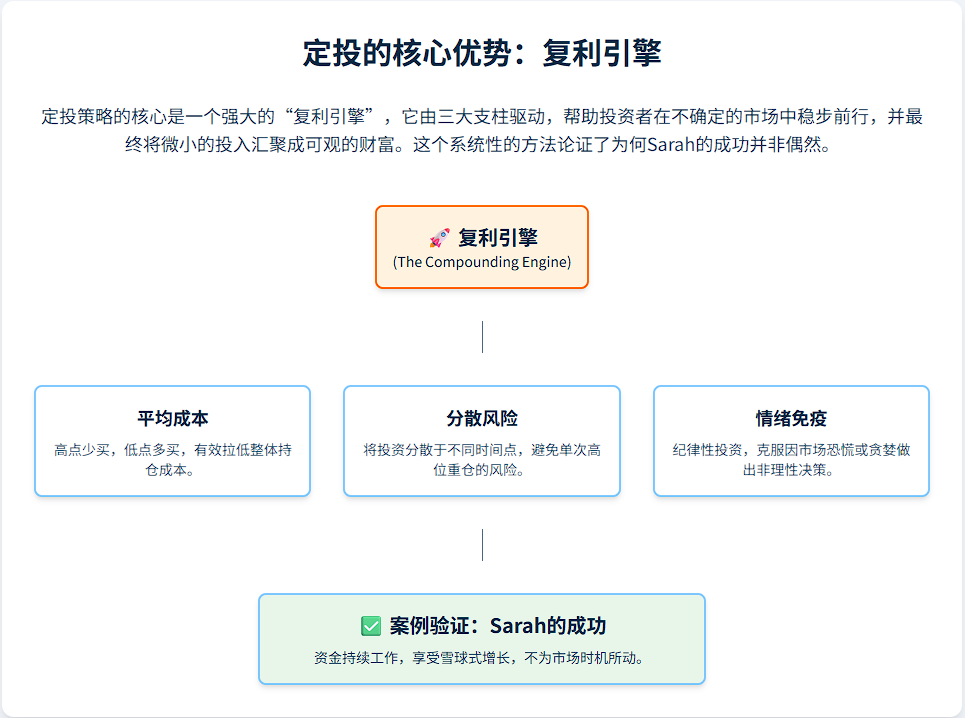 定投的核心优势：复利引擎
定投策略的核心是一个强大的“复利引擎”，它由三大支柱驱动，帮助投资者在不确定的市场中稳步前行，并最
终将微小的投入汇聚成可观的财富。这个系统性的方法论证了为何Sarah的成功并非偶然。
🚀 复利引擎
(The Compounding Engine)
平均成本
高点少买，低点多买，有效拉低整体持
仓成本。
分散风险
将投资分散于不同时间点，避免单次高
位重仓的风险。
情绪免疫
纪律性投资，克服因市场恐慌或贪婪做
出非理性决策。
✅ 案例验证：Sarah的成功
资金持续工作，享受雪球式增长，不为市场时机所动。